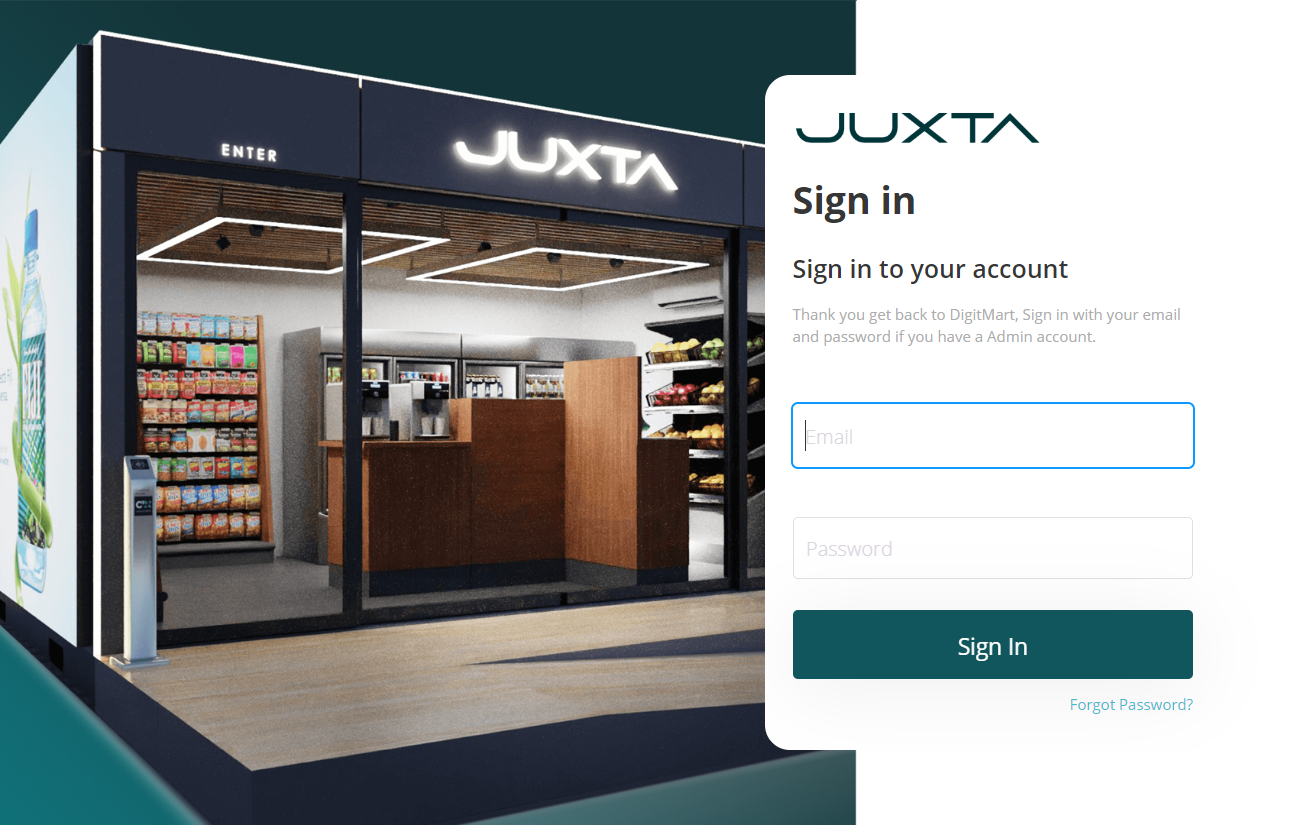 ENTER
JUXTA
JUXTA
Sign in
Sign in to your account
Thank you get back to DigitMart, Sign in with your email
and password if you have a Admin account.
Email
Password
Sign In
Forgot Password?